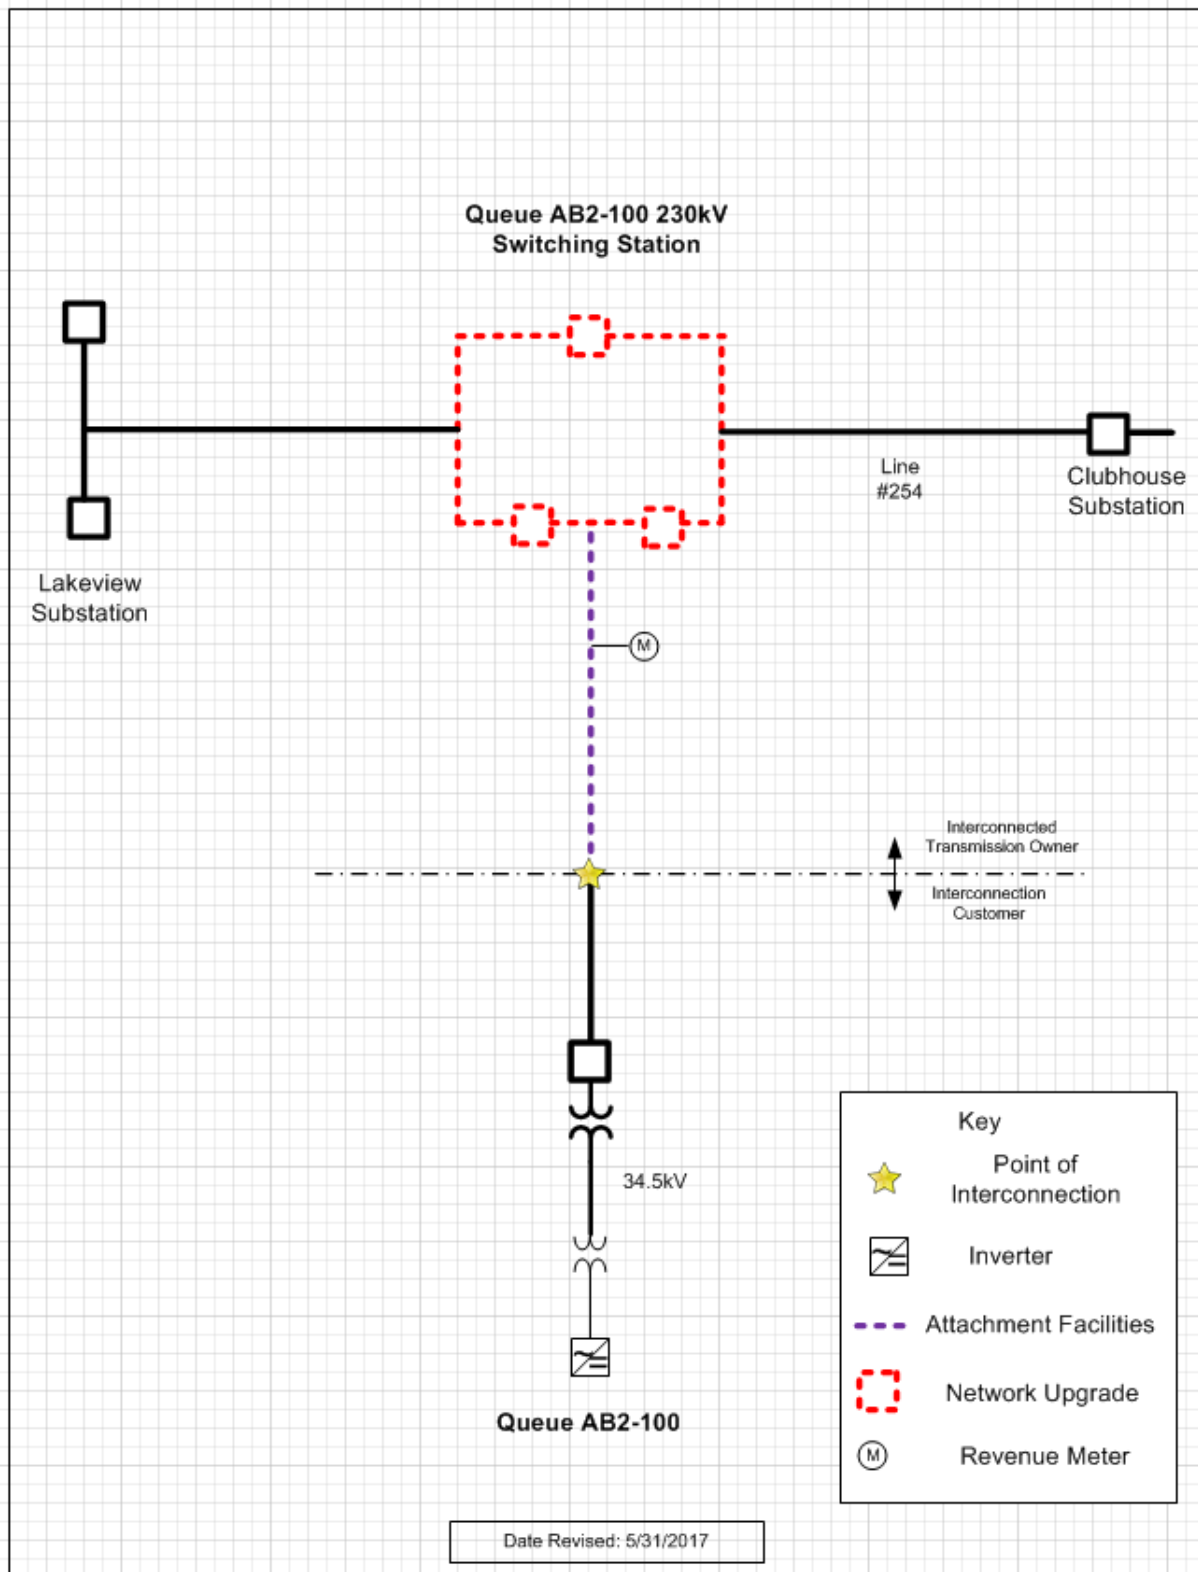 Queue AB2-100 230kV
Switching Station
Line
#254
Clubhouse
Substation
Lakeview
Substation
M
Interconnected
Transmission Owner
Interconnection
Customer
34.5kV
Queue AB2-100
Key
Point of
Interconnection
Inverter
Attachment Facilities
Network Upgrade
M
Revenue Meter
Date Revised: 5/31/2017